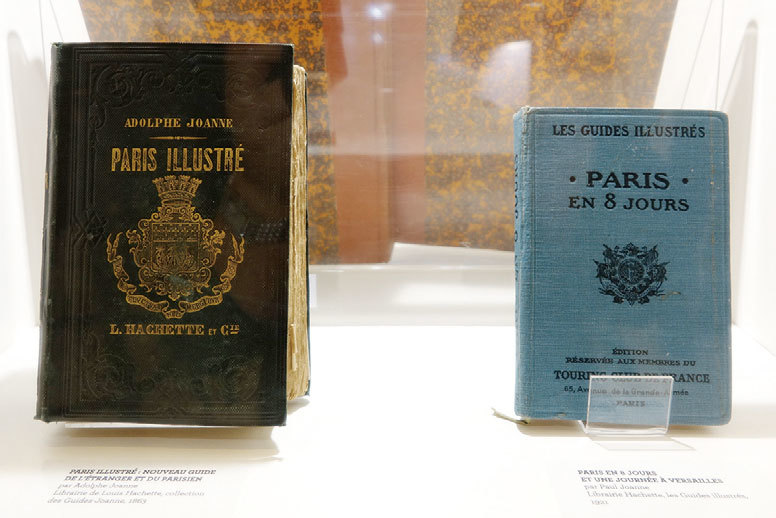 ADOLPHE JOANNE
PARIS ILLUSTRÉ
L. HACHETTE ET Cie
PARIS ILLUSTRÉ : NOUVEAU GUIDE
DE L'ÉTRANGER ET DU PARISIEN
par Adolphe Joanne
Librairie de Louis Hachette, collection
des Guides-Joanne, 1863
LES GUIDES ILLUSTRÉS
· PARIS ·
EN 8 JOURS
ÉDITION
RÉSERVÉE AUX MEMBRES DU
TOURING CLUB DE FRANCE
65, Avenue de la Grande-Armée
PARIS
PARIS EN 8 JOURS
ET UNE JOURNÉE À VERSAILLES
par Paul Joanne
Librairie Hachette, les Guides illustrés,
1921